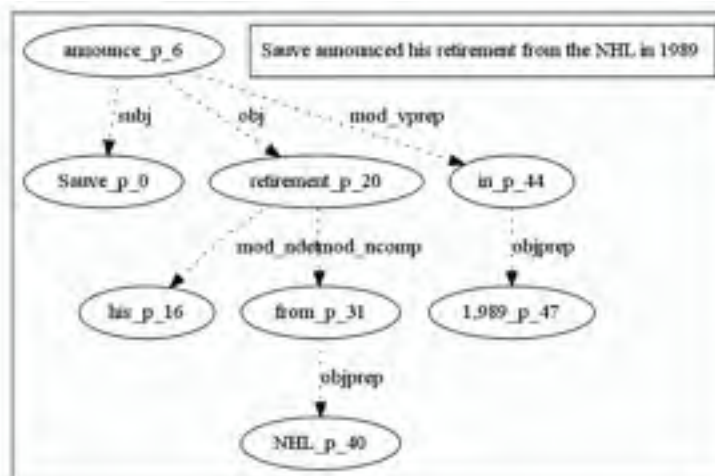 announce_p_6
Sauve announced his retirement from the NHL in 1989
subj
obj
mod_vprep
Sauve_p_0
retirement_p_20
in_p_44
mod_ndet
mod_ncomp
objprep
his_p_16
from_p_31
1,989_p_47
objprep
NHL_p_40